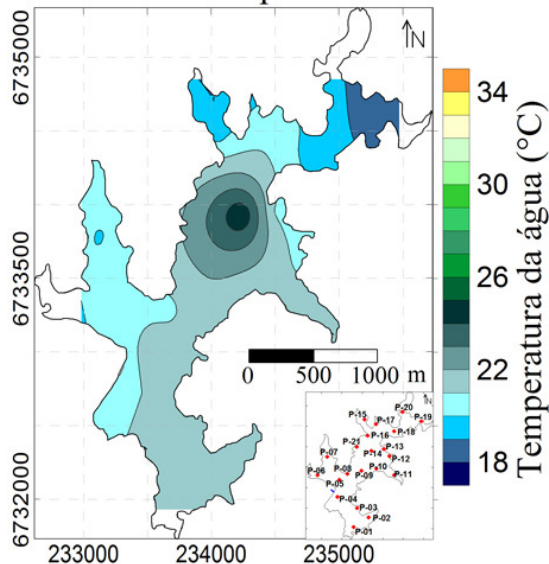 N
6735000
6733500
6732000
233000
234000
235000
0
500
1000 m
34
30
26
22
18
Temperatura da água (°C)
N
P-20
P-15
P-17
P-19
P-16
P-18
P-21
P-13
P-14
P-12
P-07
P-10
P-06
P-08
P-09
P-11
P-05
P-04
P-03
P-02
P-01